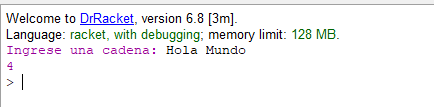 Welcome to DrRacket, version 6.8 [3m].
Language: racket, with debugging; memory limit: 128 MB.
Ingrese una cadena: Hola Mundo
4
>